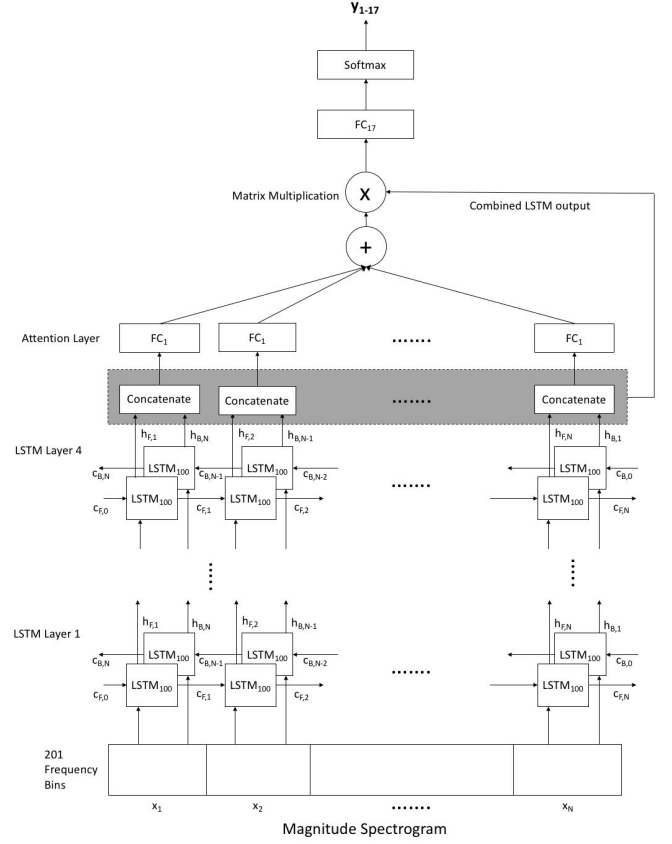 y1-17
Softmax
FC17
Matrix Multiplication
X
Combined LSTM output
+
Attention Layer
FC1 FC1 ....... FC1
Concatenate Concatenate ....... Concatenate
hF,1 hB,N hF,2 hB,N-1 hF,N hB,1
LSTM Layer 4
cB,N LSTM100 cB,N-1 LSTM100 cB,N-2 ....... LSTM100 cB,0
cF,0 LSTM100 cF,1 LSTM100 cF,2 LSTM100 cF,N
hF,1 hB,N hF,2 hB,N-1 hF,N hB,1
LSTM Layer 1
cB,N LSTM100 cB,N-1 LSTM100 cB,N-2 ....... LSTM100 cB,0
cF,0 LSTM100 cF,1 LSTM100 cF,2 LSTM100 cF,N
201
Frequency
Bins
x1 x2 ....... xN
Magnitude Spectrogram